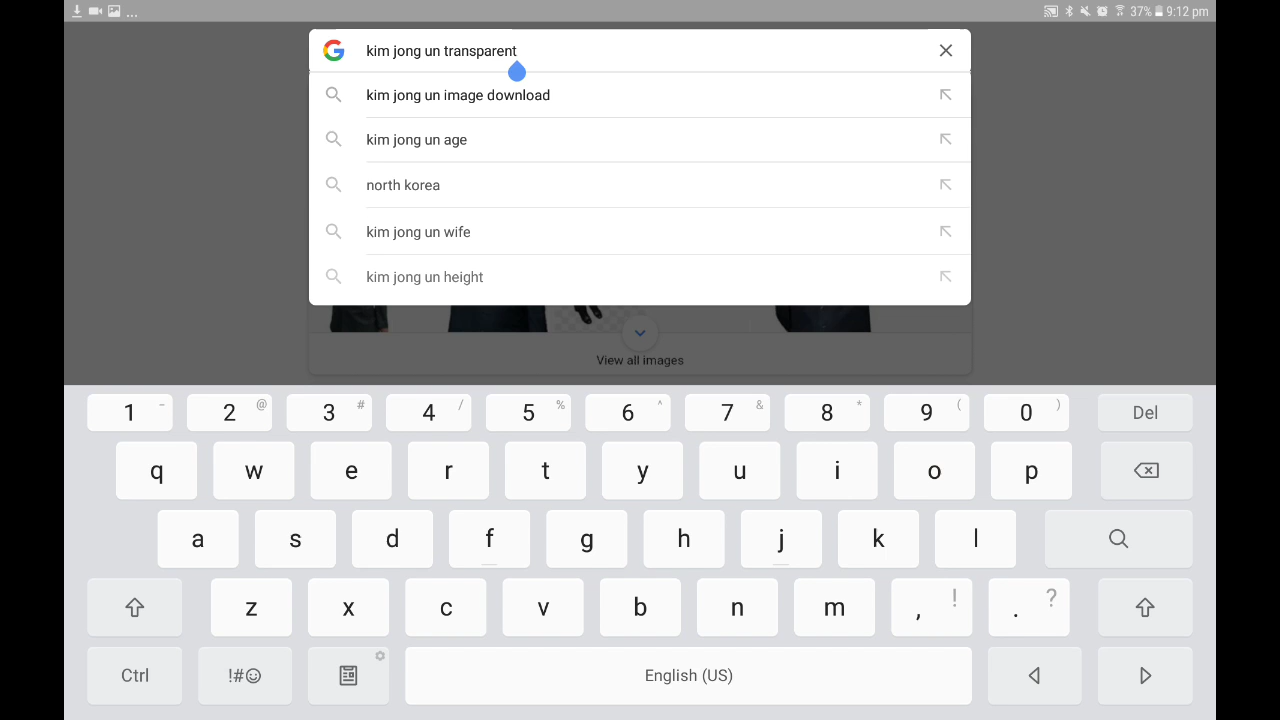 ... 37% 9:12 pm
kim jong un transparent
kim jong un image download
kim jong un age
north korea
kim jong un wife
kim jong un height
View all images
1 - 2 @ 3 # 4 / 5 % 6 ^ 7 & 8 * 9 ( 0 ) Del
q w e r t y u i o p
a s d f g h j k l
z x c v b n m , ! . ?
Ctrl !#☺ English (US)